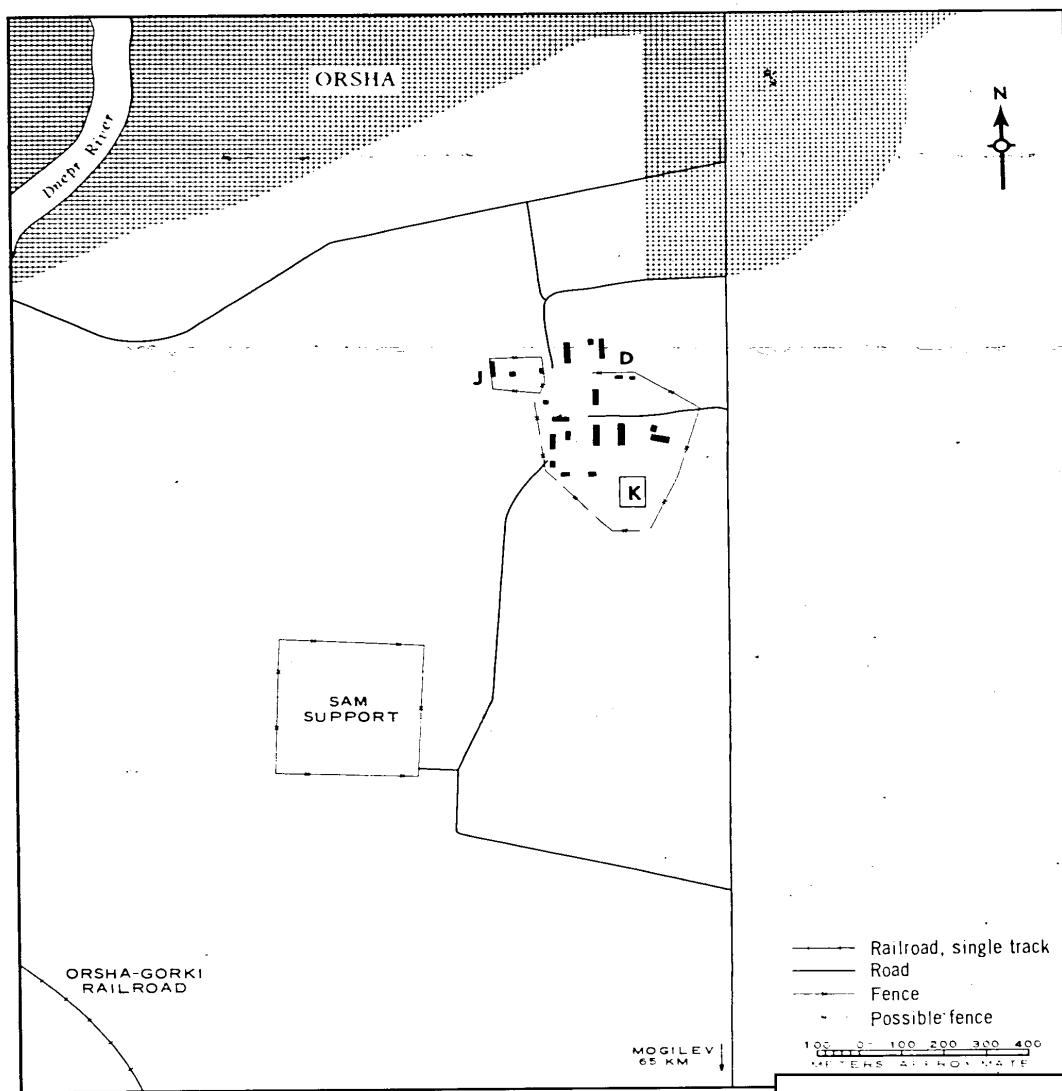 ORSHA
N
Dnepr River
D
J
K
SAM
SUPPORT
ORSHA-GORKI
RAILROAD
Railroad, single track
Road
Fence
Possible fence
100 0 100 200 300 400
METERS APPROXIMATE
MOGILEV
65 KM